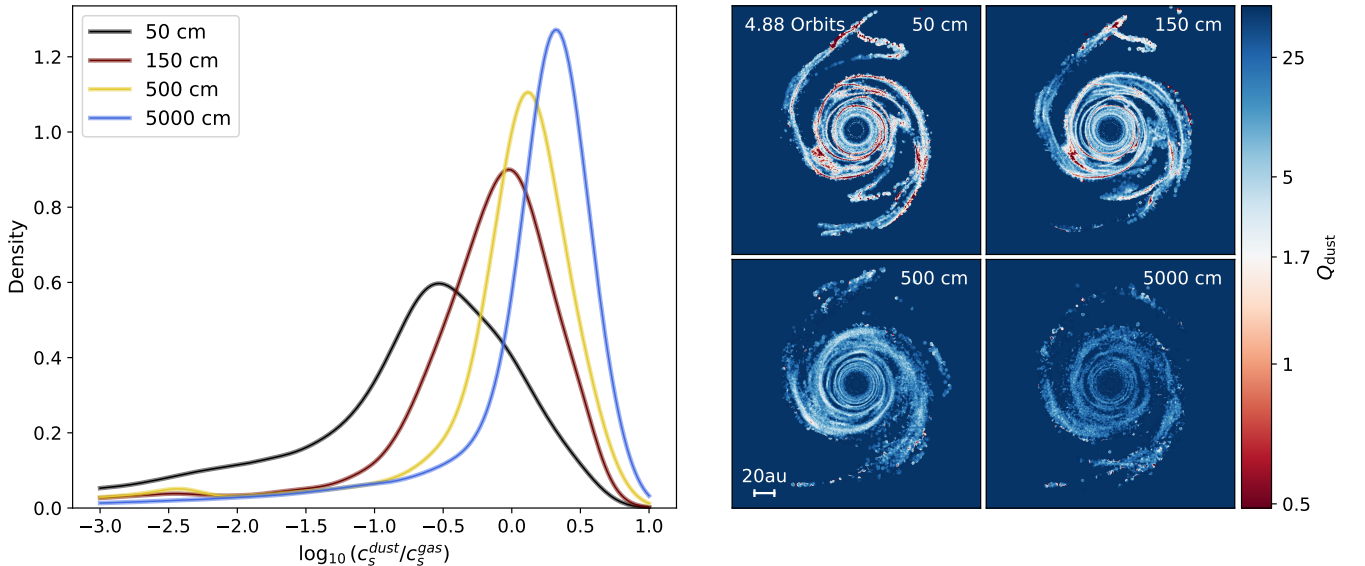 50 cm
150 cm
500 cm
5000 cm
Density
0.0
0.2
0.4
0.6
0.8
1.0
1.2
−3.0 −2.5 −2.0 −1.5 −1.0 −0.5 0.0 0.5 1.0
log₁₀ (c_s^{dust}/c_s^{gas})
4.88 Orbits 50 cm
150 cm
500 cm
5000 cm
20au
25
5
1.7
1
0.5
Q_dust